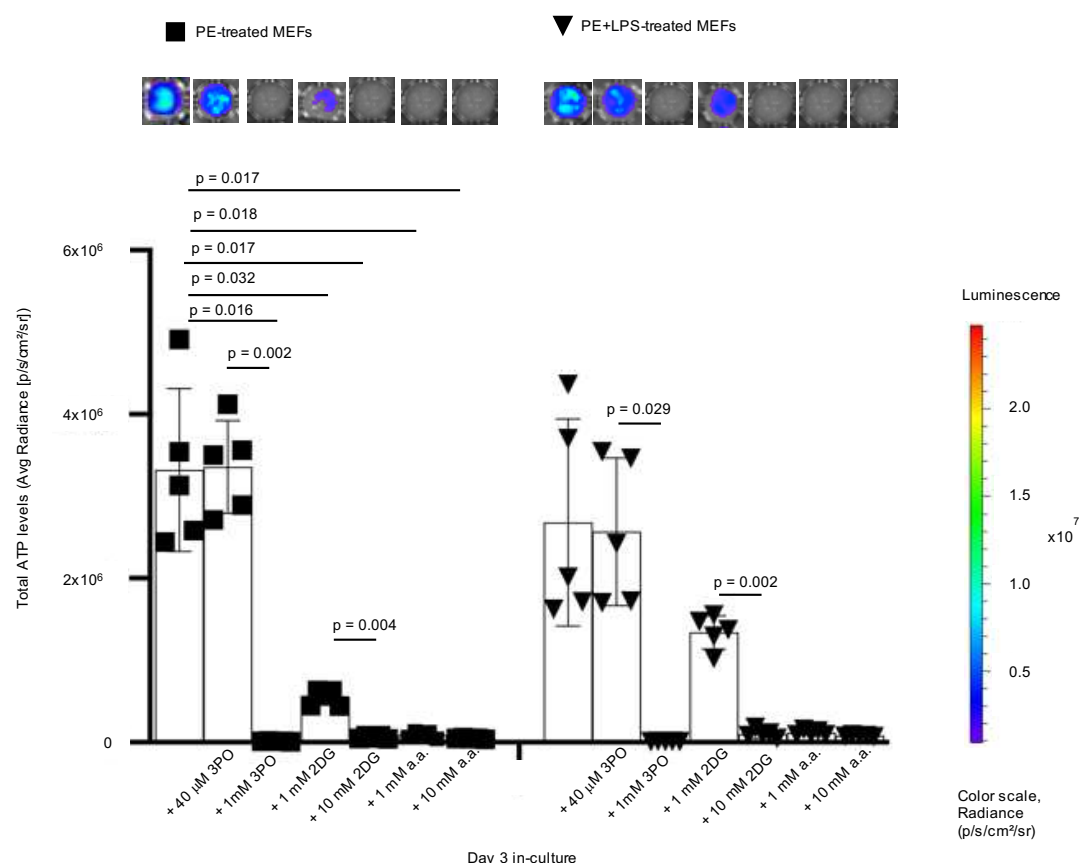 PE-treated MEFs
PE+LPS-treated MEFs
p = 0.017
p = 0.018
p = 0.017
p = 0.032
p = 0.016
p = 0.002
p = 0.004
p = 0.029
p = 0.002
Total ATP levels (Avg Radiance [p/s/cm²/sr])
6x10⁶
4x10⁶
2x10⁶
0
+ 40 µM 3PO
+ 1mM 3PO
+ 1 mM 2DG
+ 10 mM 2DG
+ 1 mM a.a.
+ 10 mM a.a.
+ 40 µM 3PO
+ 1mM 3PO
+ 1 mM 2DG
+ 10 mM 2DG
+ 1 mM a.a.
+ 10 mM a.a.
Day 3 in-culture
Luminescence
2.0
1.5
x10⁷
1.0
0.5
Color scale,
Radiance
(p/s/cm²/sr)